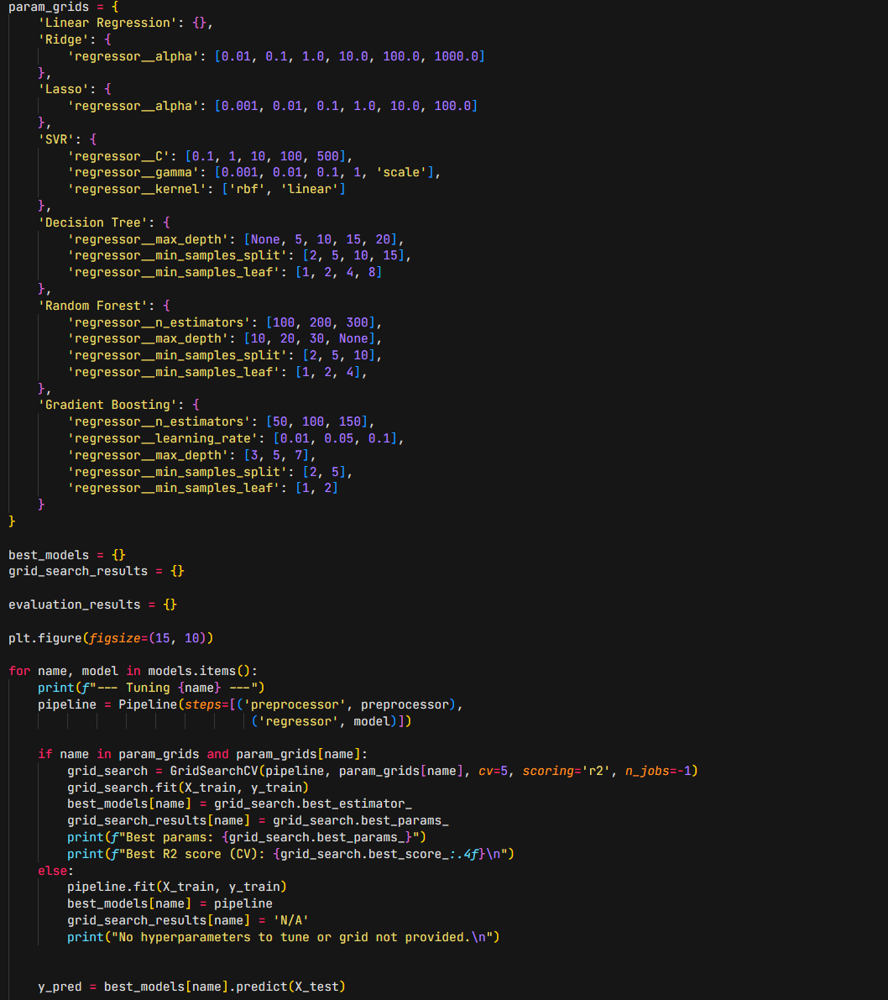 param_grids = {
    'Linear Regression': {},
    'Ridge': {
        'regressor__alpha': [0.01, 0.1, 1.0, 10.0, 100.0, 1000.0]
    },
    'Lasso': {
        'regressor__alpha': [0.001, 0.01, 0.1, 1.0, 10.0, 100.0]
    },
    'SVR': {
        'regressor__C': [0.1, 1, 10, 100, 500],
        'regressor__gamma': [0.001, 0.01, 0.1, 1, 'scale'],
        'regressor__kernel': ['rbf', 'linear']
    },
    'Decision Tree': {
        'regressor__max_depth': [None, 5, 10, 15, 20],
        'regressor__min_samples_split': [2, 5, 10, 15],
        'regressor__min_samples_leaf': [1, 2, 4, 8]
    },
    'Random Forest': {
        'regressor__n_estimators': [100, 200, 300],
        'regressor__max_depth': [10, 20, 30, None],
        'regressor__min_samples_split': [2, 5, 10],
        'regressor__min_samples_leaf': [1, 2, 4],
    },
    'Gradient Boosting': {
        'regressor__n_estimators': [50, 100, 150],
        'regressor__learning_rate': [0.01, 0.05, 0.1],
        'regressor__max_depth': [3, 5, 7],
        'regressor__min_samples_split': [2, 5],
        'regressor__min_samples_leaf': [1, 2]
    }
}

best_models = {}
grid_search_results = {}

evaluation_results = {}

plt.figure(figsize=(15, 10))

for name, model in models.items():
    print(f"--- Tuning {name} ---")
    pipeline = Pipeline(steps=[('preprocessor', preprocessor),
                                 ('regressor', model)])

    if name in param_grids and param_grids[name]:
        grid_search = GridSearchCV(pipeline, param_grids[name], cv=5, scoring='r2', n_jobs=-1)
        grid_search.fit(X_train, y_train)
        best_models[name] = grid_search.best_estimator_
        grid_search_results[name] = grid_search.best_params_
        print(f"Best params: {grid_search.best_params_}")
        print(f"Best R2 score (CV): {grid_search.best_score_:.4f}\n")
    else:
        pipeline.fit(X_train, y_train)
        best_models[name] = pipeline
        grid_search_results[name] = 'N/A'
        print("No hyperparameters to tune or grid not provided.\n")


    y_pred = best_models[name].predict(X_test)